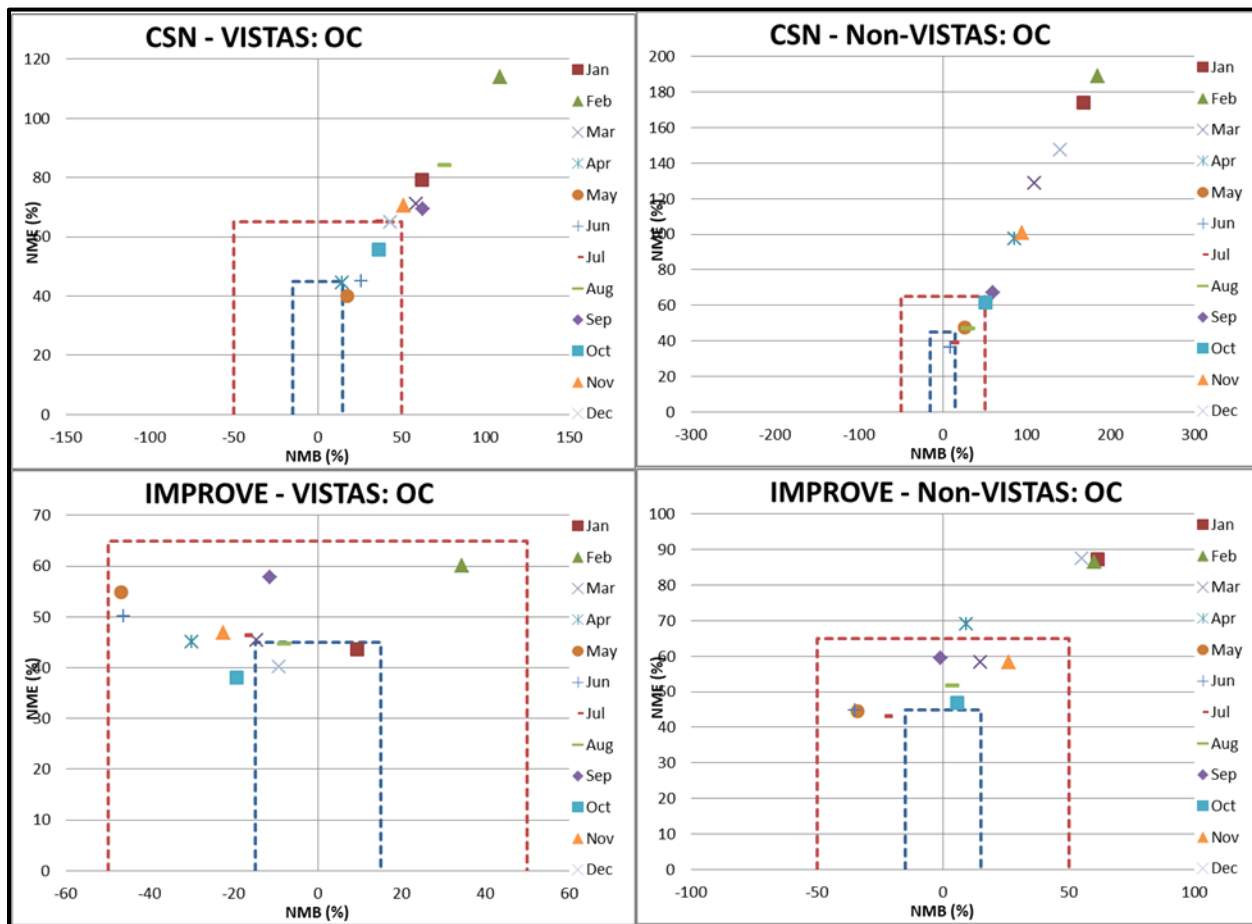 CSN - VISTAS: OC
NME (%)
120
100
80
60
40
20
0
-150 -100 -50 0 50 100 150
NMB (%)
Jan
Feb
Mar
Apr
May
Jun
Jul
Aug
Sep
Oct
Nov
Dec
CSN - Non-VISTAS: OC
NME (%)
200
180
160
140
120
100
80
60
40
20
0
-300 -200 -100 0 100 200 300
NMB (%)
Jan
Feb
Mar
Apr
May
Jun
Jul
Aug
Sep
Oct
Nov
Dec
IMPROVE - VISTAS: OC
NME (%)
70
60
50
40
30
20
10
0
-60 -40 -20 0 20 40 60
NMB (%)
Jan
Feb
Mar
Apr
May
Jun
Jul
Aug
Sep
Oct
Nov
Dec
IMPROVE - Non-VISTAS: OC
NME (%)
100
90
80
70
60
50
40
30
20
10
0
-100 -50 0 50 100
NMB (%)
Jan
Feb
Mar
Apr
May
Jun
Jul
Aug
Sep
Oct
Nov
Dec